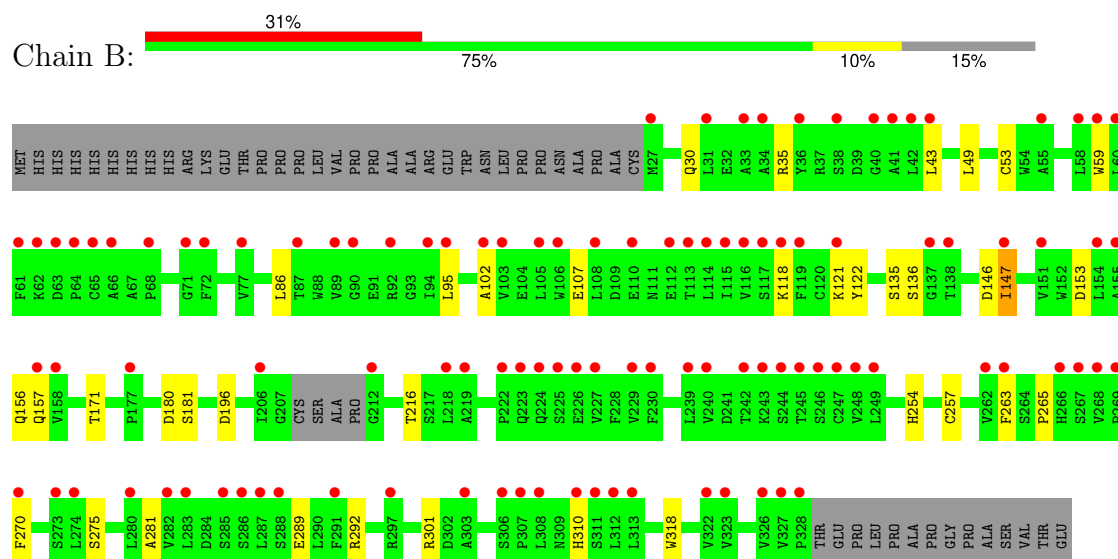 31%
Chain B:
75% 10% 15%
MET HIS HIS HIS HIS HIS HIS HIS HIS ARG LYS GLU THR PRO PRO PRO LEU VAL PRO PRO ALA ALA ARG GLU TRP ASN LEU PRO PRO ASN ALA PRO ALA CYS M27 Q30 L31 E32 A33 A34 R35 Y36 R37 S38 D39 G40 A41 L42 L43 L49 C53 W54 A55 L58 W59 L60
F61 K62 D63 P64 C65 A66 A67 P68 G71 F72 V77 L86 T87 W88 V89 G90 E91 R92 G93 I94 L95 A102 V103 E104 L105 W106 E107 L108 D109 E110 N111 E112 T113 L114 I115 V116 S117 K118 F119 C120 K121 Y122 S135 S136 G137 T138 D146 I147 V151 W152 D153 L154 A155
Q156 Q157 V158 T171 P177 D180 S181 D196 I206 G207 CYS SER ALA PRO G212 T216 S217 L218 A219 P222 Q223 Q224 S225 E226 V227 F228 V229 F230 L239 V240 D241 T242 K243 S244 T245 S246 C247 V248 L249 H254 C257 V262 F263 S264 P265 H266 S267 V268 P269
F270 S273 L274 S275 L280 A281 V282 L283 D284 S285 S286 L287 S288 E289 L290 F291 R292 R297 R301 D302 A303 S306 P307 L308 N309 H310 S311 L312 L313 W318 V322 V323 V326 V327 P328 THR GLU PRO LEU PRO ALA PRO GLY PRO ALA SER VAL THR GLU